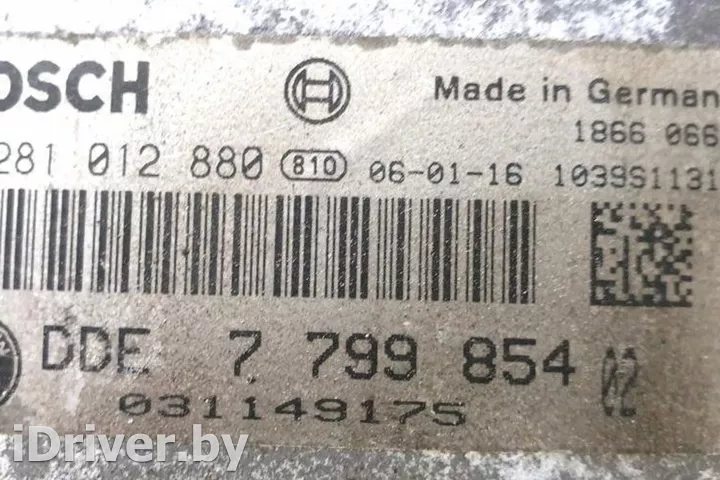 OSCH
Made in German
1866 066
281 012 880 810 06-01-16 1039S1131
DDE 7 799 854 02
031149175
iDriver.by